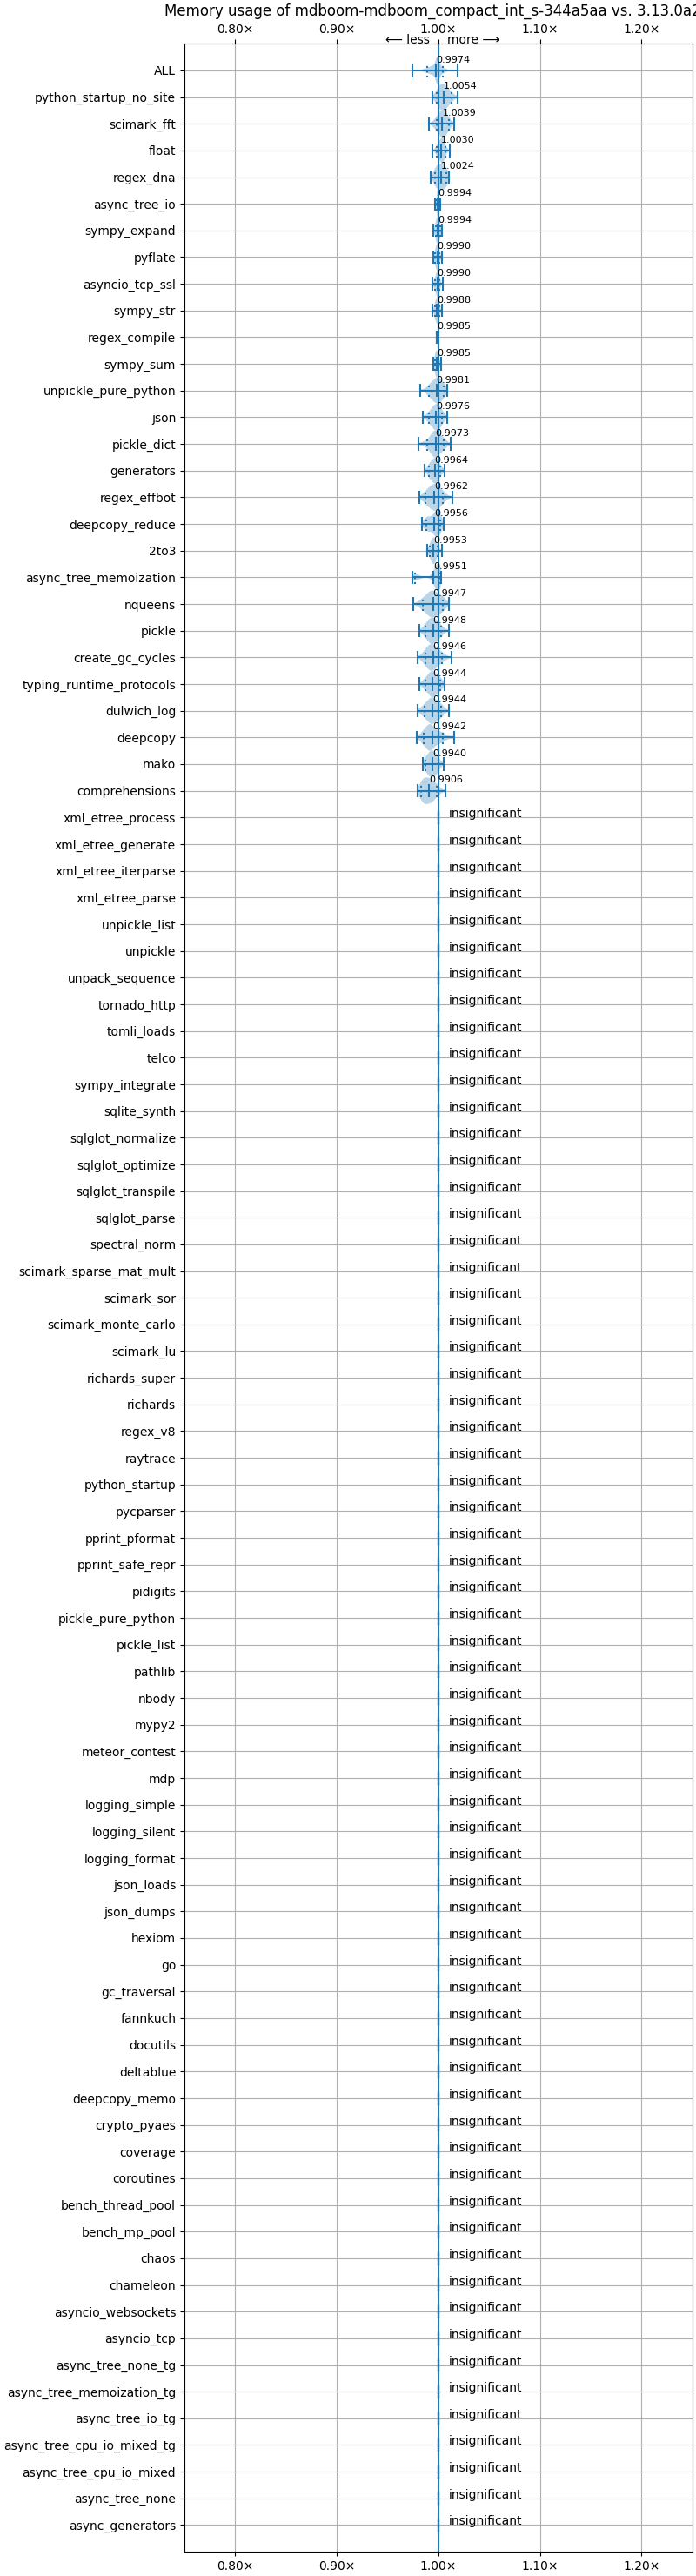 Memory usage of mdboom-mdboom_compact_int_s-344a5aa vs. 3.13.0a2
0.80× 0.90× 1.00× 1.10× 1.20×
⟵ less more ⟶
ALL 0.9974
python_startup_no_site 1.0054
scimark_fft 1.0039
float 1.0030
regex_dna 1.0024
async_tree_io 0.9994
sympy_expand 0.9994
pyflate 0.9990
asyncio_tcp_ssl 0.9990
sympy_str 0.9988
regex_compile 0.9985
sympy_sum 0.9985
unpickle_pure_python 0.9981
json 0.9976
pickle_dict 0.9973
generators 0.9964
regex_effbot 0.9962
deepcopy_reduce 0.9956
2to3 0.9953
async_tree_memoization 0.9951
nqueens 0.9947
pickle 0.9948
create_gc_cycles 0.9946
typing_runtime_protocols 0.9944
dulwich_log 0.9944
deepcopy 0.9942
mako 0.9940
comprehensions 0.9906
xml_etree_process insignificant
xml_etree_generate insignificant
xml_etree_iterparse insignificant
xml_etree_parse insignificant
unpickle_list insignificant
unpickle insignificant
unpack_sequence insignificant
tornado_http insignificant
tomli_loads insignificant
telco insignificant
sympy_integrate insignificant
sqlite_synth insignificant
sqlglot_normalize insignificant
sqlglot_optimize insignificant
sqlglot_transpile insignificant
sqlglot_parse insignificant
spectral_norm insignificant
scimark_sparse_mat_mult insignificant
scimark_sor insignificant
scimark_monte_carlo insignificant
scimark_lu insignificant
richards_super insignificant
richards insignificant
regex_v8 insignificant
raytrace insignificant
python_startup insignificant
pycparser insignificant
pprint_pformat insignificant
pprint_safe_repr insignificant
pidigits insignificant
pickle_pure_python insignificant
pickle_list insignificant
pathlib insignificant
nbody insignificant
mypy2 insignificant
meteor_contest insignificant
mdp insignificant
logging_simple insignificant
logging_silent insignificant
logging_format insignificant
json_loads insignificant
json_dumps insignificant
hexiom insignificant
go insignificant
gc_traversal insignificant
fannkuch insignificant
docutils insignificant
deltablue insignificant
deepcopy_memo insignificant
crypto_pyaes insignificant
coverage insignificant
coroutines insignificant
bench_thread_pool insignificant
bench_mp_pool insignificant
chaos insignificant
chameleon insignificant
asyncio_websockets insignificant
asyncio_tcp insignificant
async_tree_none_tg insignificant
async_tree_memoization_tg insignificant
async_tree_io_tg insignificant
async_tree_cpu_io_mixed_tg insignificant
async_tree_cpu_io_mixed insignificant
async_tree_none insignificant
async_generators insignificant
0.80× 0.90× 1.00× 1.10× 1.20×